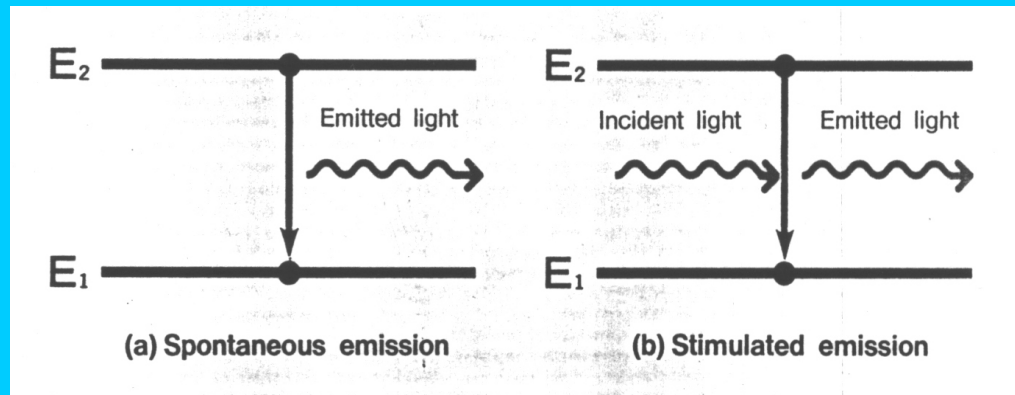 E₂
Emitted light
E₁
(a) Spontaneous emission
E₂
Incident light
Emitted light
E₁
(b) Stimulated emission